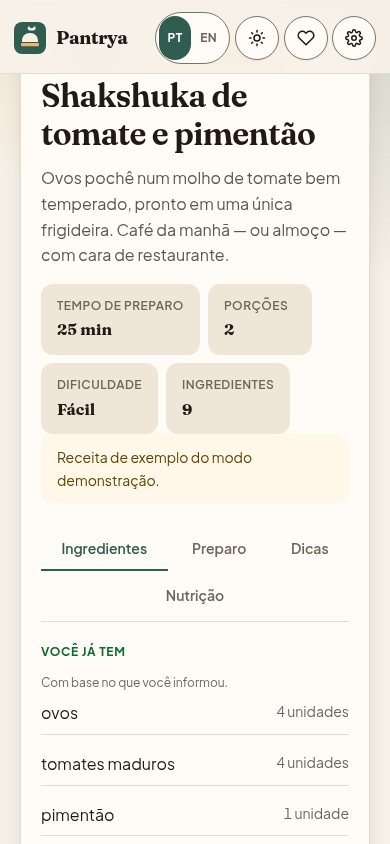 Pantrya
PT
EN
Shakshuka de
tomate e pimentão
Ovos pochê num molho de tomate bem
temperado, pronto em uma única
frigideira. Café da manhã — ou almoço —
com cara de restaurante.
TEMPO DE PREPARO
25 min
PORÇÕES
2
DIFICULDADE
Fácil
INGREDIENTES
9
Receita de exemplo do modo
demonstração.
Ingredientes
Preparo
Dicas
Nutrição
VOCÊ JÁ TEM
Com base no que você informou.
ovos
4 unidades
tomates maduros
4 unidades
pimentão
1 unidade